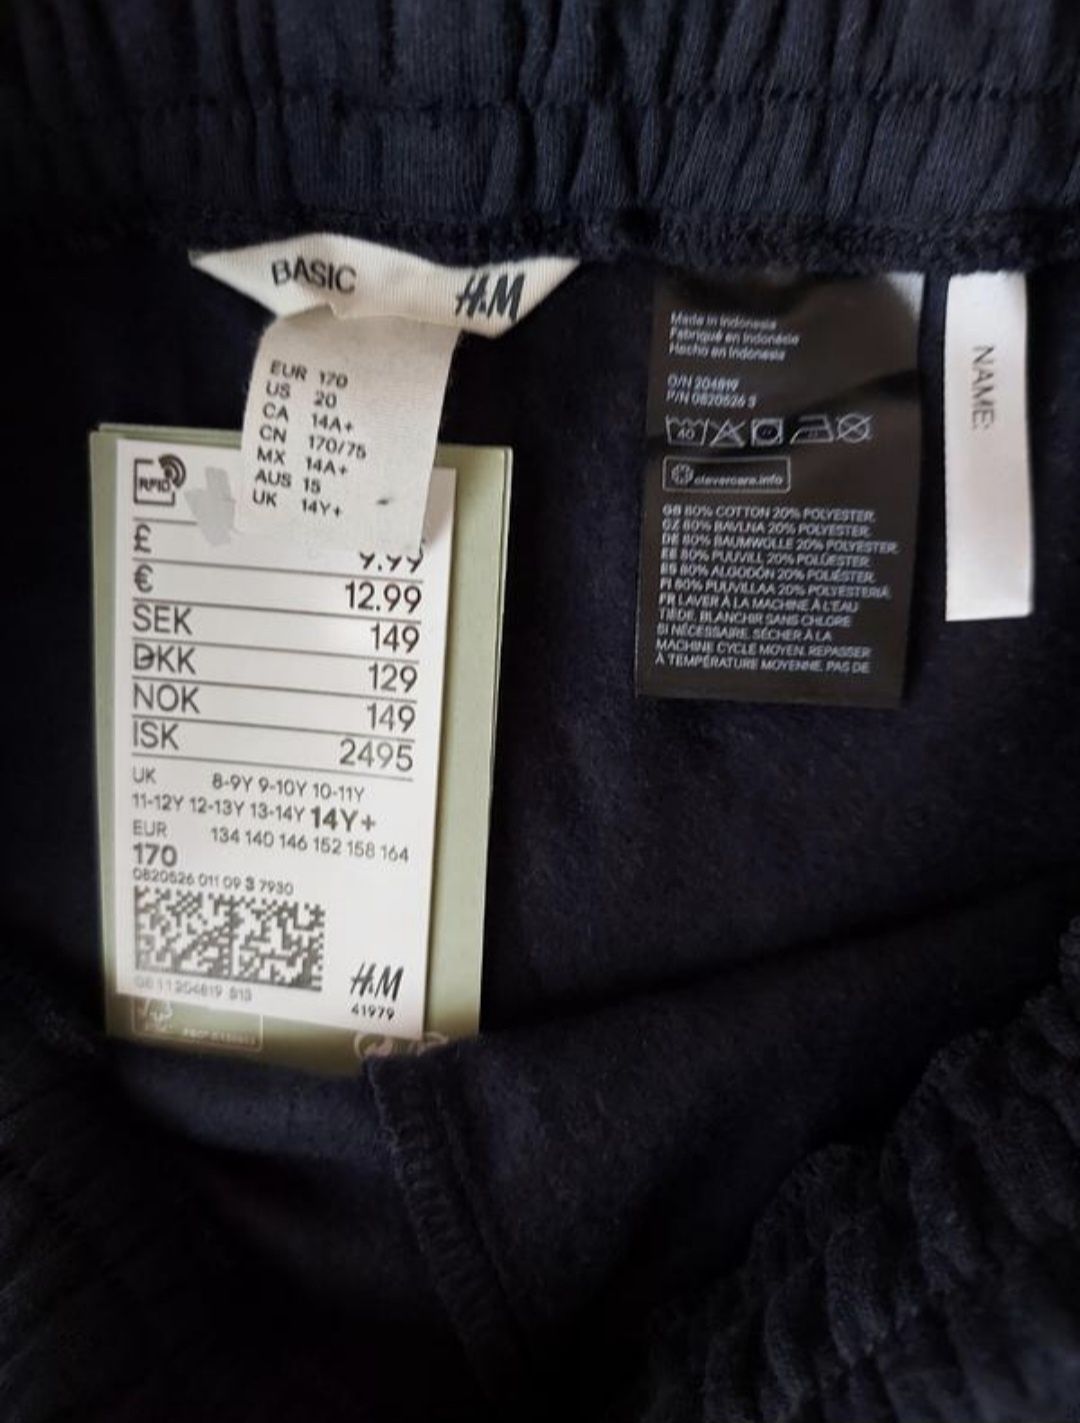 BASIC H&M
EUR 170
US 20
CA 14A+
CN 170/75
MX 14A+
AUS 15
UK 14Y+
RFID
£ 9.99
€ 12.99
SEK 149
DKK 129
NOK 149
ISK 2495
UK 8-9Y 9-10Y 10-11Y
11-12Y 12-13Y 13-14Y 14Y+
EUR 134 140 146 152 158 164
170
0820526 011 09 3 7930
H&M
41979
Made in Indonesia
Fabriqué en Indonésie
Hecho en Indonesia
O/N 204819
P/N 0820526 3
40
clevercare.info
GB 80% COTTON 20% POLYESTER.
CZ 80% BAVLNA 20% POLYESTER.
DE 80% BAUMWOLLE 20% POLYESTER.
EE 80% PUUVILL 20% POLÜESTER.
ES 80% ALGODÓN 20% POLIÉSTER.
FI 80% PUUVILLAA 20% POLYESTERIA.
FR LAVER À LA MACHINE À L'EAU
TIÈDE. BLANCHIR SANS CHLORE
SI NÉCESSAIRE. SÉCHER À LA
MACHINE CYCLE MOYEN. REPASSER
À TEMPÉRATURE MOYENNE. PAS DE
NAME: